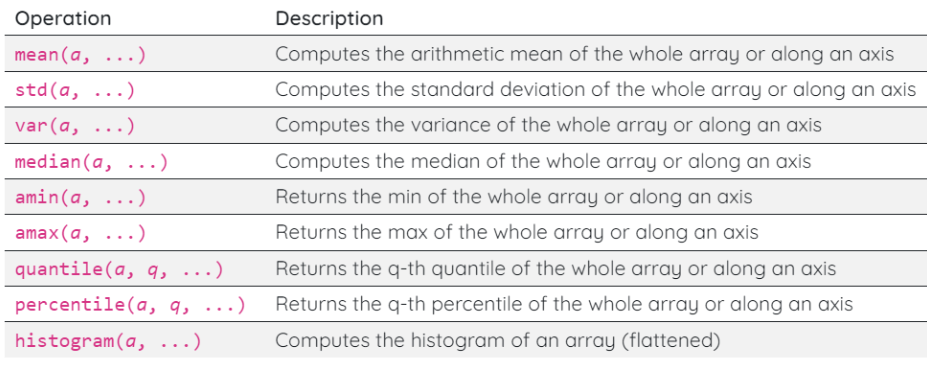 Operation Description
mean(a, ...) Computes the arithmetic mean of the whole array or along an axis
std(a, ...) Computes the standard deviation of the whole array or along an axis
var(a, ...) Computes the variance of the whole array or along an axis
median(a, ...) Computes the median of the whole array or along an axis
amin(a, ...) Returns the min of the whole array or along an axis
amax(a, ...) Returns the max of the whole array or along an axis
quantile(a, q, ...) Returns the q-th quantile of the whole array or along an axis
percentile(a, q, ...) Returns the q-th percentile of the whole array or along an axis
histogram(a, ...) Computes the histogram of an array (flattened)